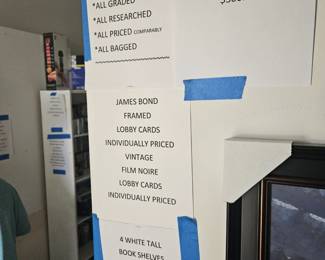 *ALL GRADED
*ALL RESEARCHED
*ALL PRICED COMPARABLY
*ALL BAGGED
JAMES BOND
FRAMED
LOBBY CARDS
INDIVIDUALLY PRICED
VINTAGE
FILM NOIRE
LOBBY CARDS
INDIVIDUALLY PRICED
4 WHITE TALL
BOOK SHELVES